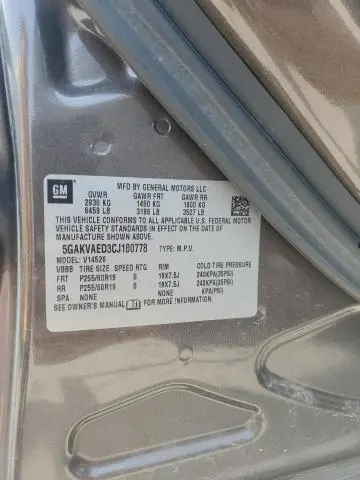 GM
MFD BY GENERAL MOTORS LLC
GVWR GAWR FRT GAWR RR
2930 KG 1450 KG 1600 KG
6459 LB 3196 LB 3527 LB
THIS VEHICLE CONFORMS TO ALL APPLICABLE U.S. FEDERAL MOTOR
VEHICLE SAFETY STANDARDS IN EFFECT ON THE DATE OF
MANUFACTURE SHOWN ABOVE.
5GAKVAED3CJ180778 TYPE: M.P.V.
MODEL: V14526
VBBB TIRE SIZE SPEED RTG RIM COLD TIRE PRESSURE
FRT P255/60R19 S 19X7.5J 240KPA(35PSI)
RR P255/60R19 S 19X7.5J 240KPA(35PSI)
SPA NONE NONE KPA(PSI)
SEE OWNER'S MANUAL FOR MORE INFORMATION